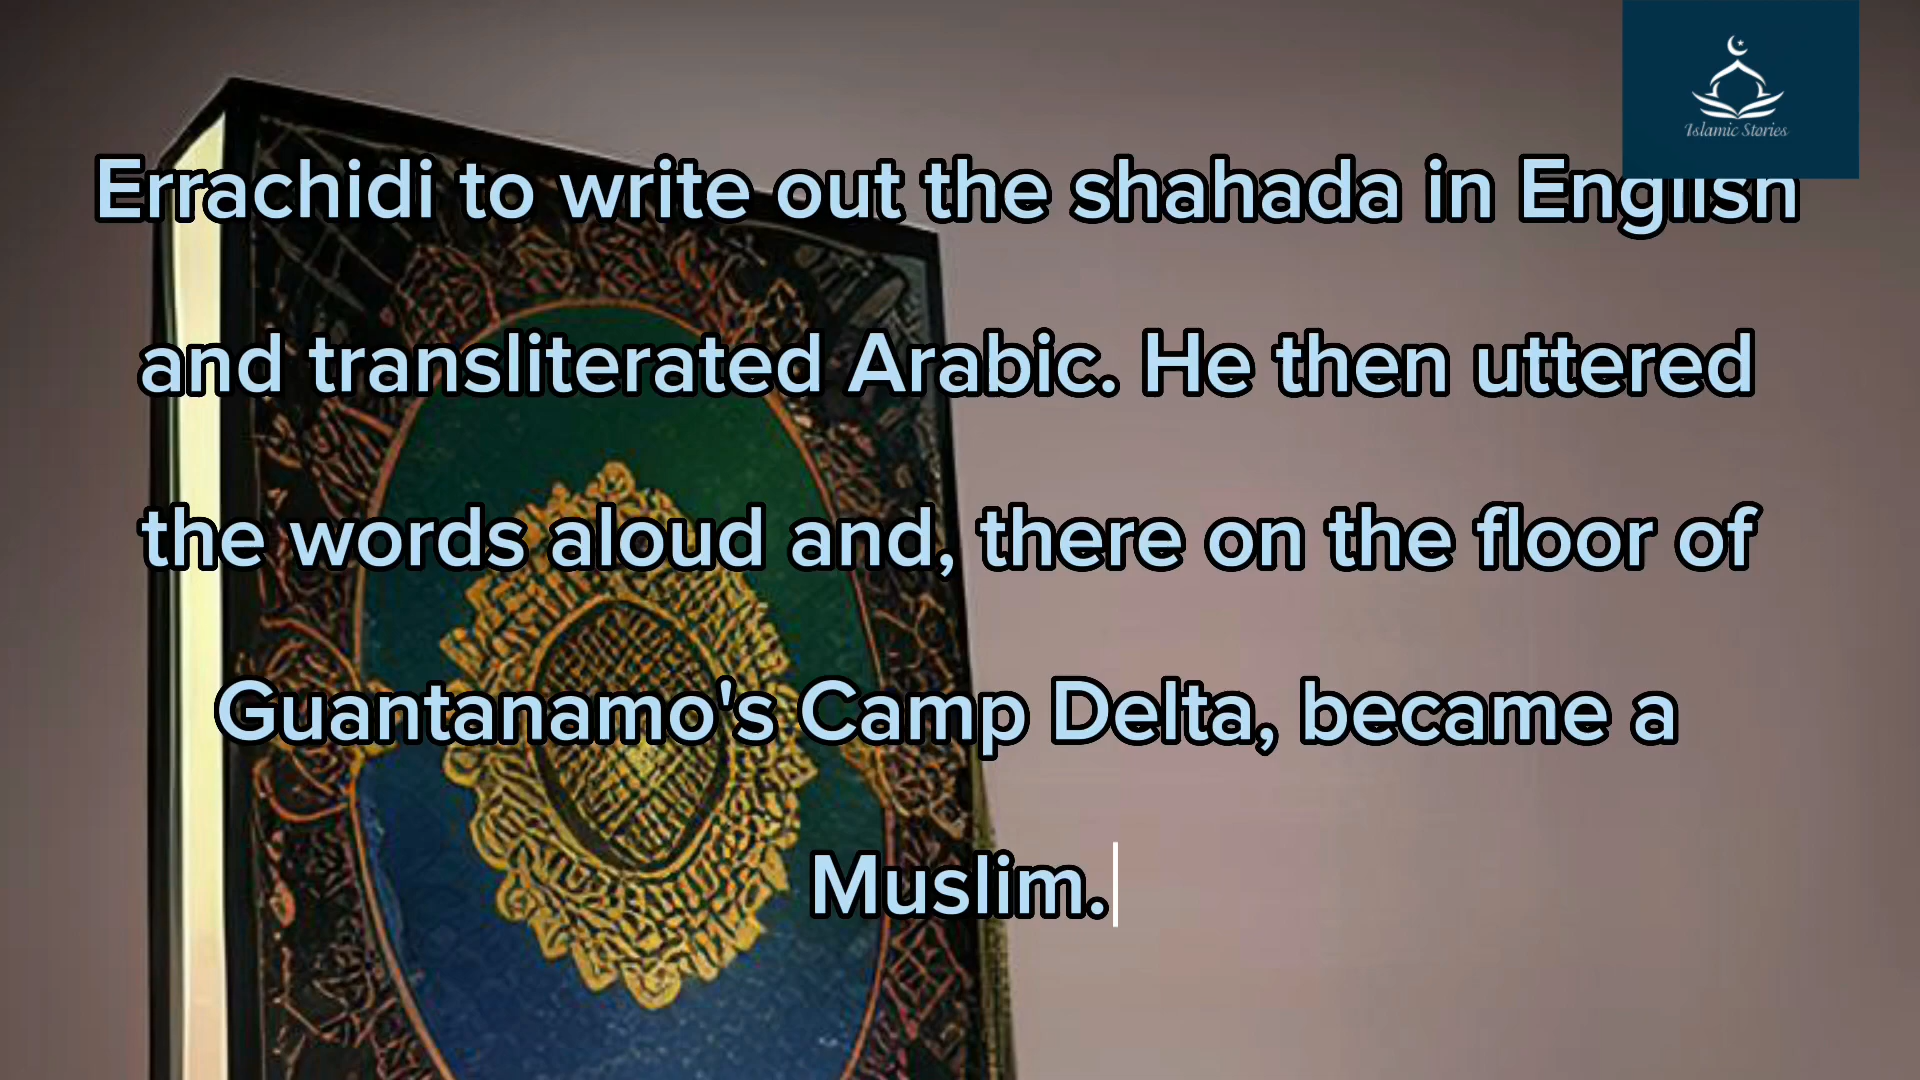 Islamic Stories
Errachidi to write out the shahada in English
and transliterated Arabic. He then uttered
the words aloud and, there on the floor of
Guantanamo's Camp Delta, became a
Muslim.